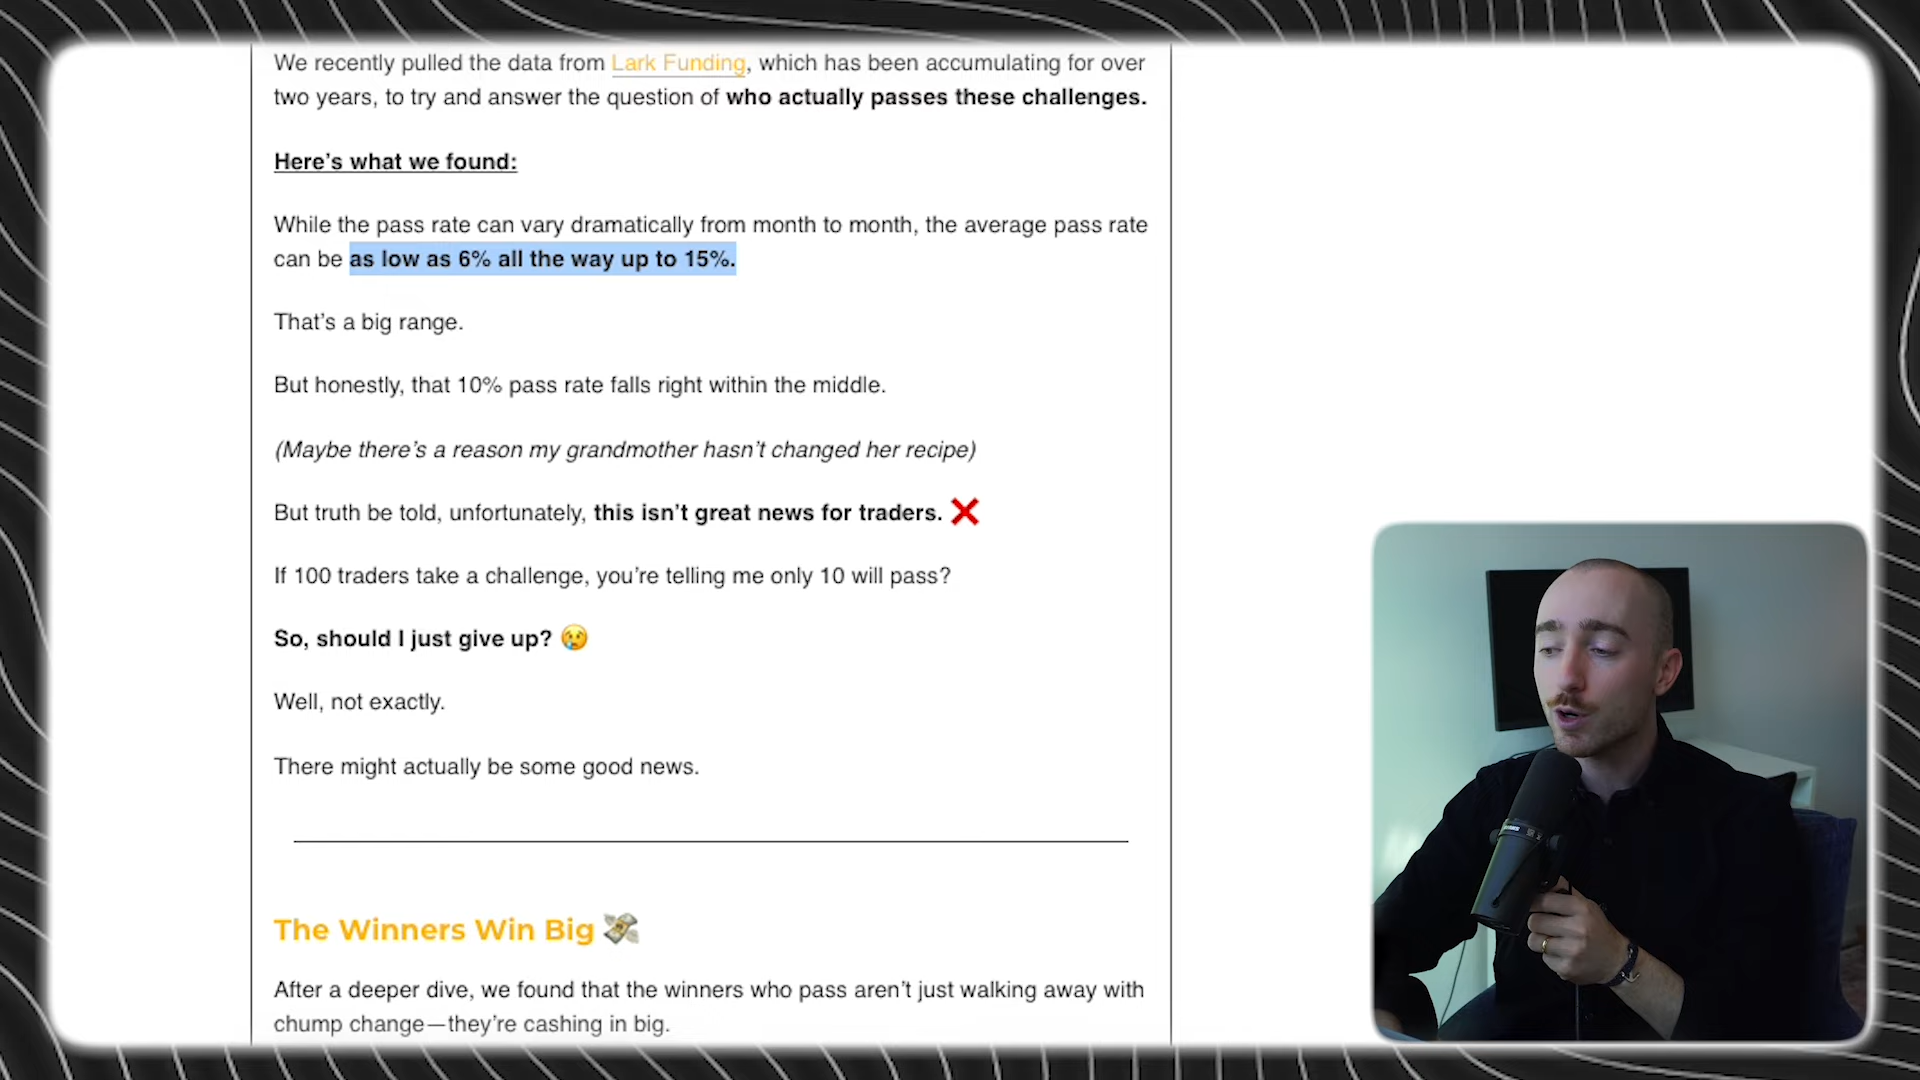 We recently pulled the data from Lark Funding, which has been accumulating for over
two years, to try and answer the question of who actually passes these challenges.
Here’s what we found:
While the pass rate can vary dramatically from month to month, the average pass rate
can be as low as 6% all the way up to 15%.
That’s a big range.
But honestly, that 10% pass rate falls right within the middle.
(Maybe there’s a reason my grandmother hasn’t changed her recipe)
But truth be told, unfortunately, this isn’t great news for traders. ❌
If 100 traders take a challenge, you’re telling me only 10 will pass?
So, should I just give up? 😢
Well, not exactly.
There might actually be some good news.
The Winners Win Big 💸
After a deeper dive, we found that the winners who pass aren’t just walking away with
chump change—they’re cashing in big.